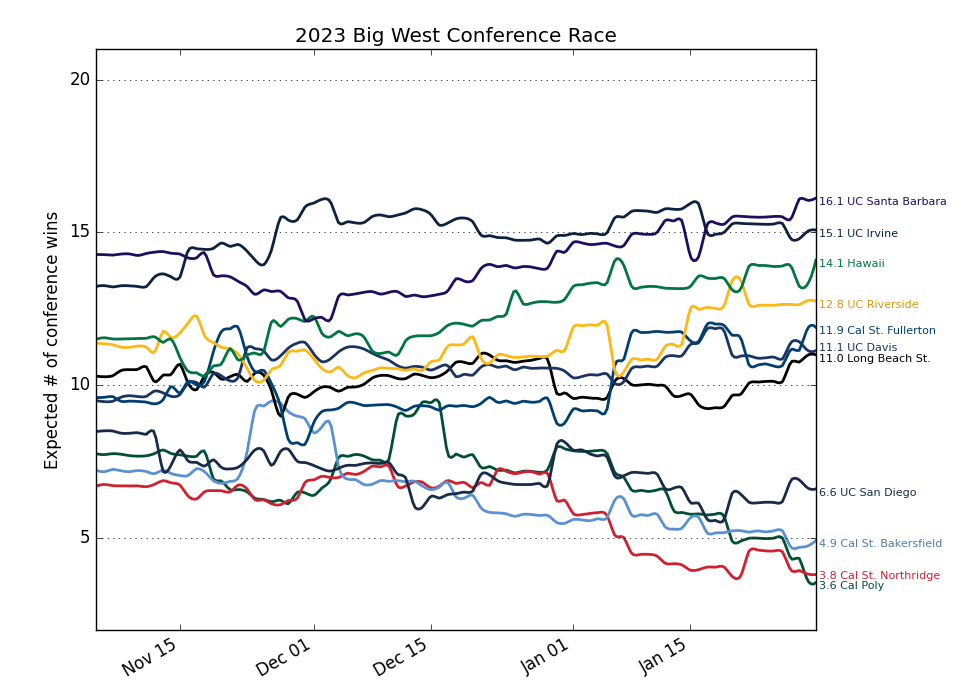 2023 Big West Conference Race
Expected # of conference wins
20
15
10
5
Nov 15
Dec 01
Dec 15
Jan 01
Jan 15
16.1 UC Santa Barbara
15.1 UC Irvine
14.1 Hawaii
12.8 UC Riverside
11.9 Cal St. Fullerton
11.1 UC Davis
11.0 Long Beach St.
6.6 UC San Diego
4.9 Cal St. Bakersfield
3.8 Cal St. Northridge
3.6 Cal Poly